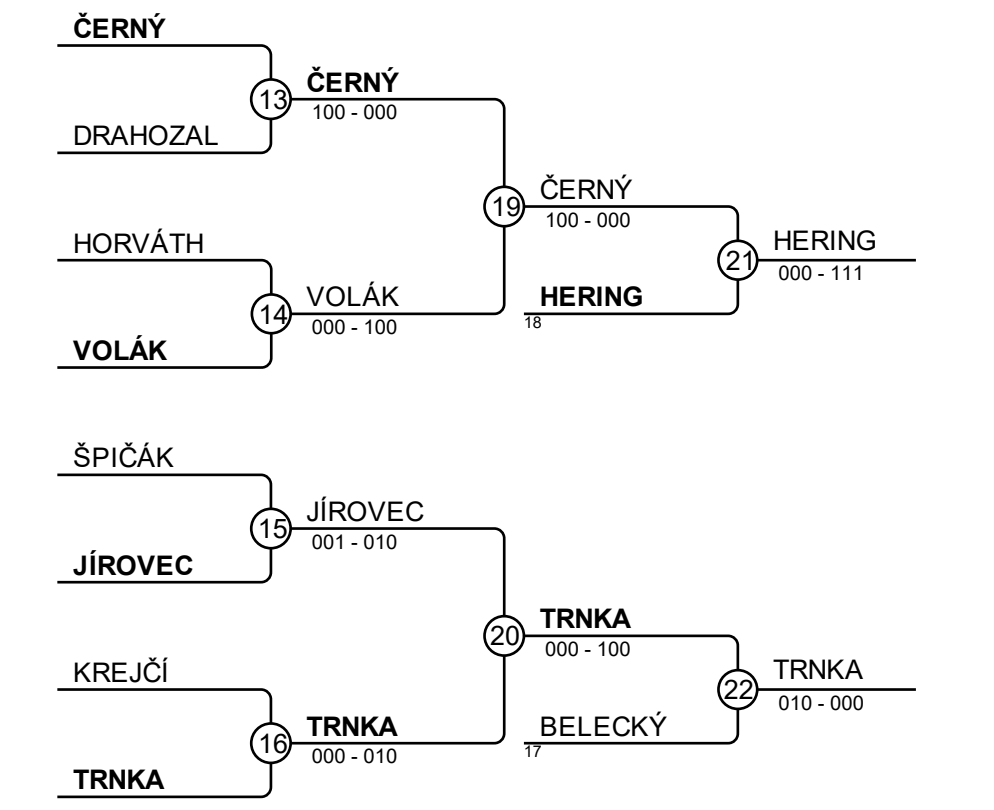 ČERNÝ
13
ČERNÝ
100 - 000
DRAHOZAL
19
ČERNÝ
100 - 000
HORVÁTH
14
VOLÁK
000 - 100
VOLÁK
HERING
18
21
HERING
000 - 111
ŠPIČÁK
15
JÍROVEC
001 - 010
JÍROVEC
20
TRNKA
000 - 100
KREJČÍ
16
TRNKA
000 - 010
TRNKA
BELECKÝ
17
22
TRNKA
010 - 000